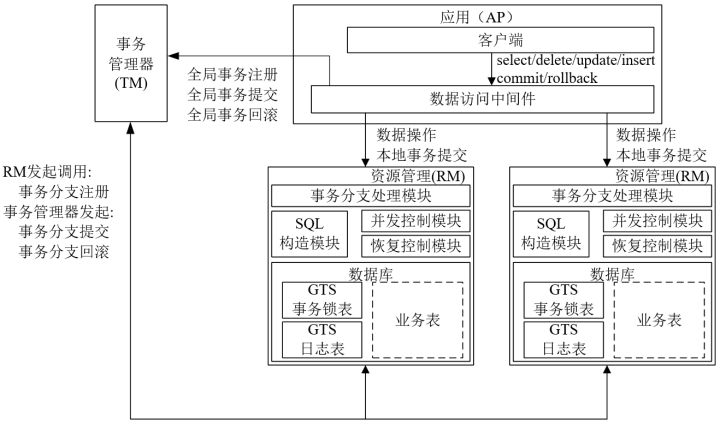 应用（AP）
客户端
select/delete/update/insert
commit/rollback
数据访问中间件
事务
管理器
(TM)
全局事务注册
全局事务提交
全局事务回滚
数据操作
本地事务提交
数据操作
本地事务提交
RM发起调用:
事务分支注册
事务管理器发起:
事务分支提交
事务分支回滚
资源管理(RM)
事务分支处理模块
SQL
构造模块
并发控制模块
恢复控制模块
数据库
GTS
事务锁表
GTS
日志表
业务表
资源管理(RM)
事务分支处理模块
SQL
构造模块
并发控制模块
恢复控制模块
数据库
GTS
事务锁表
GTS
日志表
业务表